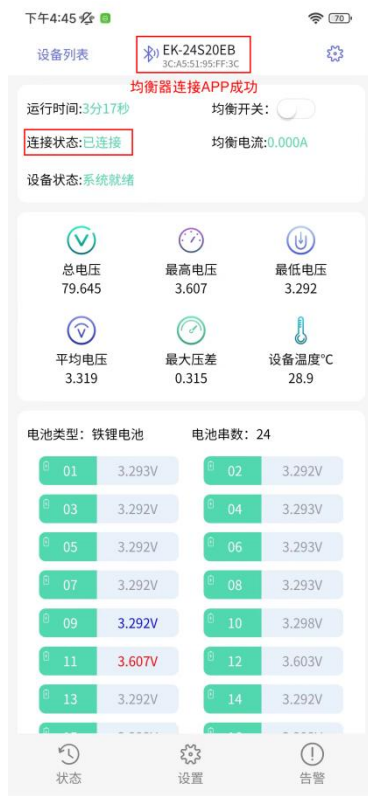 下午4:45
70
设备列表
EK-24S20EB
3C:A5:51:95:FF:3C
均衡器连接APP成功
运行时间:3分17秒 均衡开关:
连接状态:已连接 均衡电流:0.000A
设备状态:系统就绪
总电压 最高电压 最低电压
79.645 3.607 3.292
平均电压 最大压差 设备温度°C
3.319 0.315 28.9
电池类型: 铁锂电池 电池串数: 24
01 3.293V 02 3.292V
03 3.292V 04 3.293V
05 3.292V 06 3.293V
07 3.292V 08 3.293V
09 3.292V 10 3.298V
11 3.607V 12 3.603V
13 3.292V 14 3.292V
状态 设置 告警